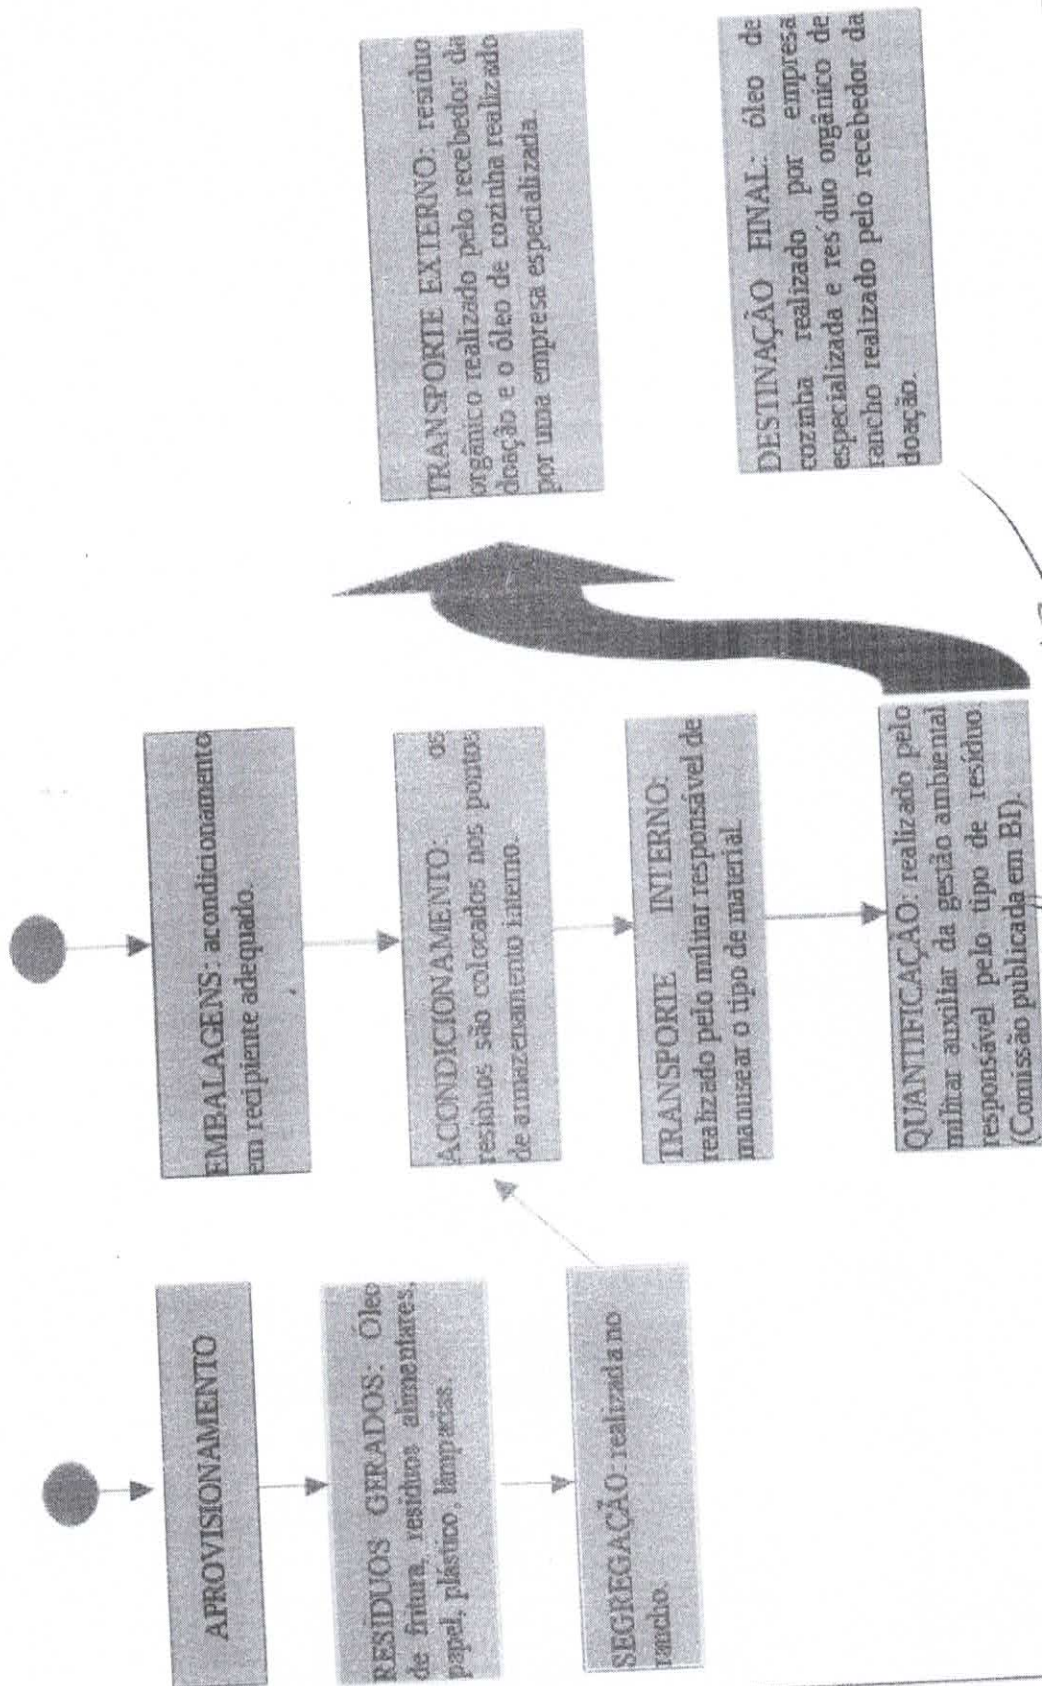 APROVISIONAMENTO
RESÍDUOS GERADOS: Óleo
de fritura, resíduos alimentares,
papel, plástico, lâmpadas.
SEGREGAÇÃO realizada no
rancho.
EMBALAGENS: acondicionamento
em recipiente adequado.
ACONDICIONAMENTO: os
resíduos são colocados nos pontos
de armazenamento interno.
TRANSPORTE INTERNO:
realizado pelo militar responsável de
manusear o tipo de material.
QUANTIFICAÇÃO: realizado pelo
militar auxiliar da gestão ambiental
responsável pelo tipo de resíduo.
(Comissão publicada em BI).
TRANSPORTE EXTERNO: resíduo
orgânico realizado pelo recebedor da
doação e o óleo de cozinha realizado
por uma empresa especializada.
DESTINAÇÃO FINAL: óleo de
cozinha realizado por empresa
especializada e resíduo orgânico de
rancho realizado pelo recebedor da
doação.